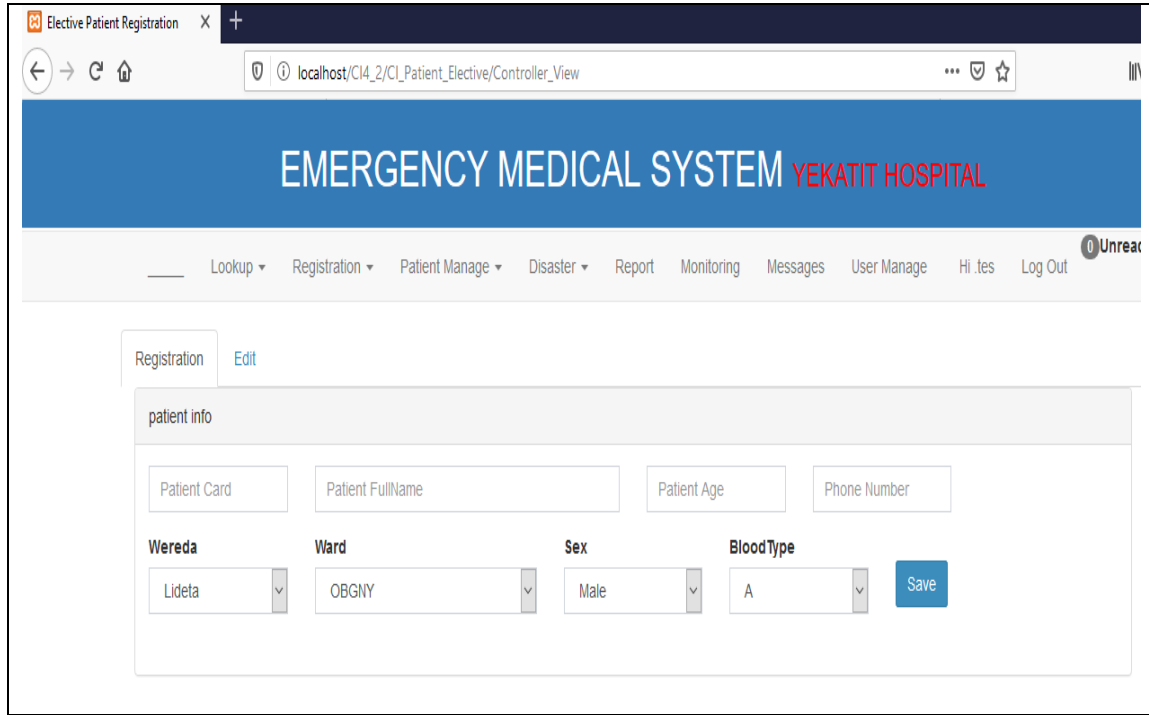 Elective Patient Registration
localhost/CI4_2/CI_Patient_Elective/Controller_View
EMERGENCY MEDICAL SYSTEM YEKATIT HOSPITAL
Lookup Registration Patient Manage Disaster Report Monitoring Messages User Manage Hi .tes Log Out 0 Unread
Registration Edit
patient info
Patient Card Patient FullName Patient Age Phone Number
Wereda Ward Sex BloodType
Lideta OBGNY Male A Save